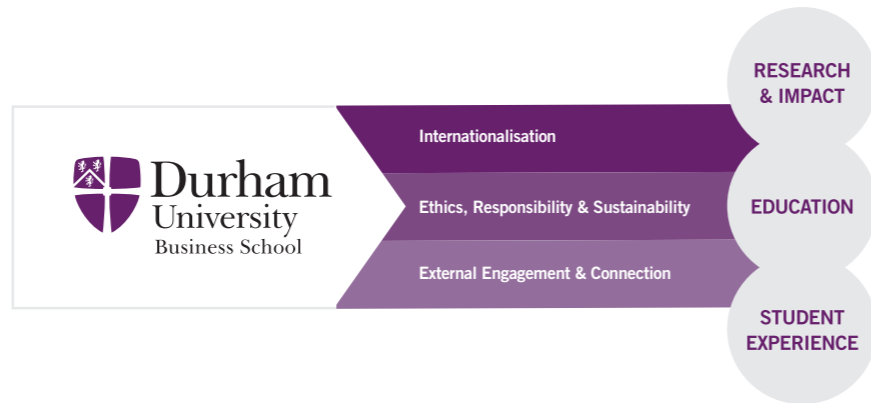 Durham
University
Business School
Internationalisation
Ethics, Responsibility & Sustainability
External Engagement & Connection
RESEARCH
& IMPACT
EDUCATION
STUDENT
EXPERIENCE